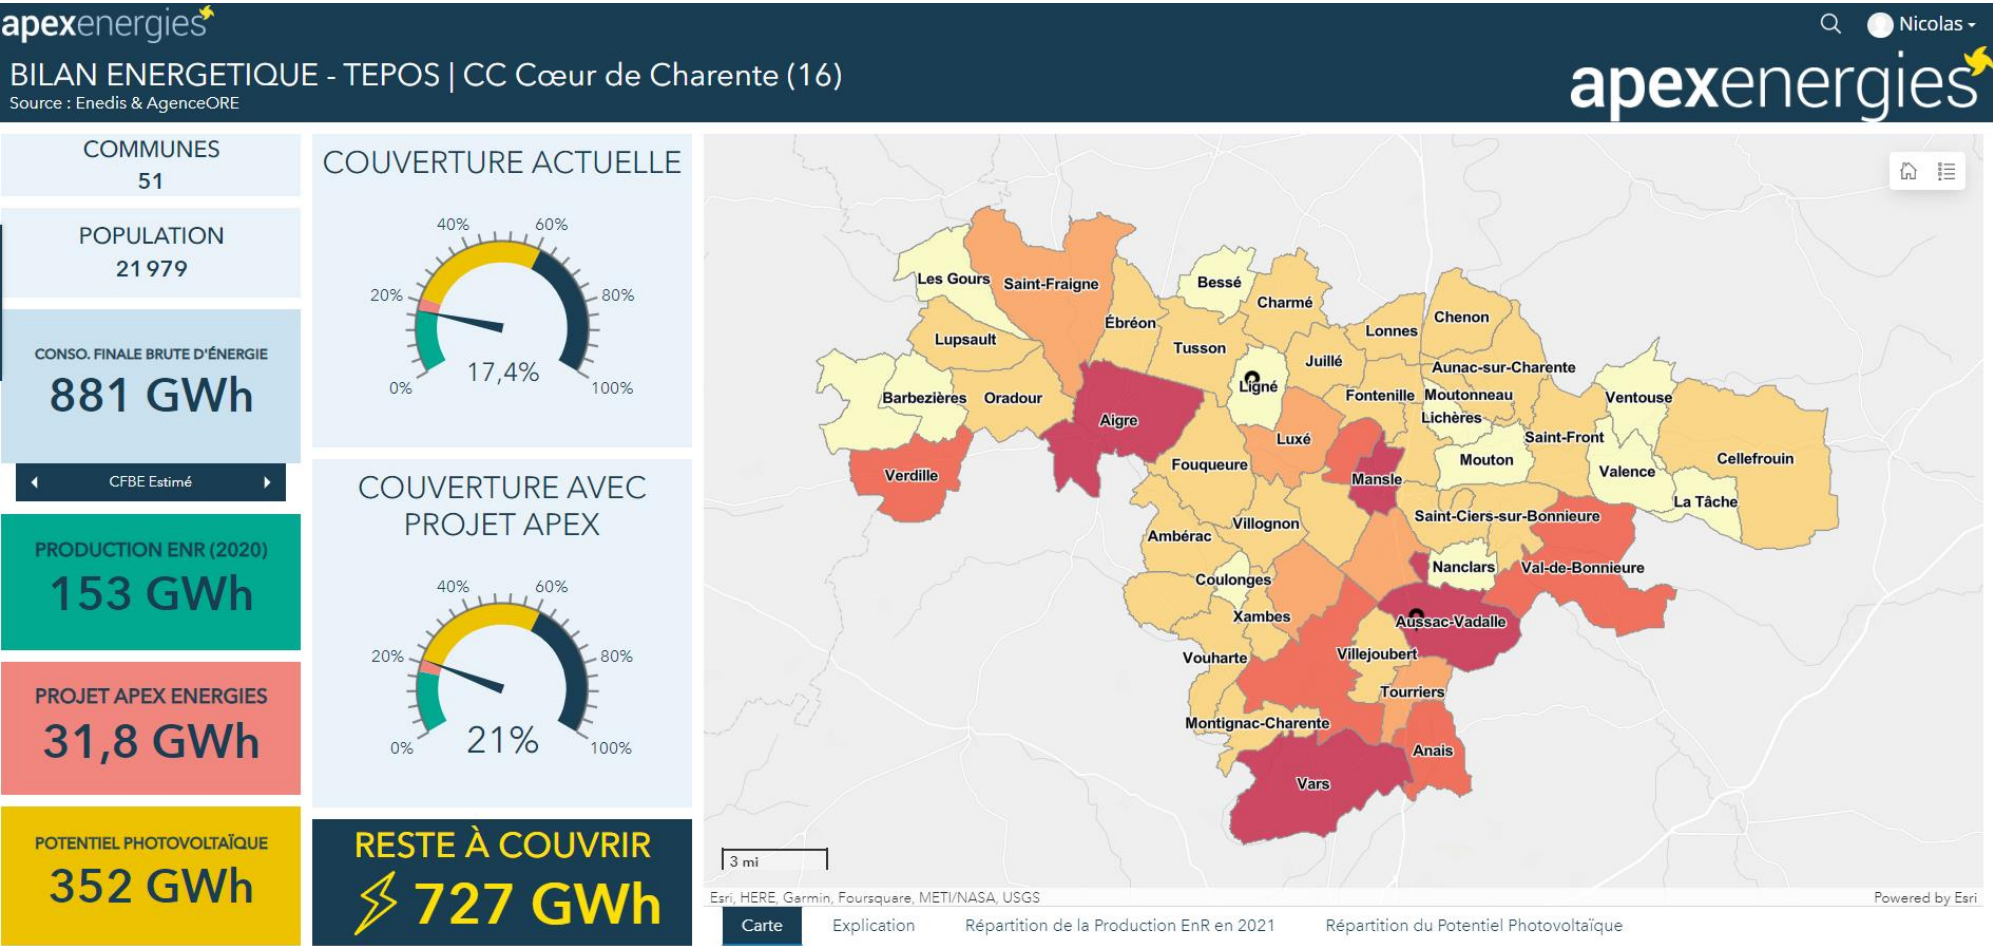 apexenergies
Nicolas
BILAN ENERGETIQUE - TEPOS | CC Cœur de Charente (16)
Source : Enedis & AgenceORE
apexenergies
COMMUNES
51
POPULATION
21 979
CONSO. FINALE BRUTE D'ÉNERGIE
881 GWh
CFBE Estimé
PRODUCTION ENR (2020)
153 GWh
PROJET APEX ENERGIES
31,8 GWh
POTENTIEL PHOTOVOLTAÏQUE
352 GWh
COUVERTURE ACTUELLE
40%
60%
20%
80%
0%
17,4%
100%
COUVERTURE AVEC
PROJET APEX
40%
60%
20%
80%
0%
21%
100%
RESTE À COUVRIR
727 GWh
Les Gours
Saint-Fraigne
Bessé
Charmé
Ébréon
Lonnes
Chenon
Lupsault
Tusson
Juillé
Aunac-sur-Charente
Barbezières
Oradour
Ligné
Fontenille
Moutonneau
Ventouse
Aigre
Lichères
Luxé
Saint-Front
Fouqueure
Mouton
Cellefrouin
Verdille
Mansle
Valence
La Tâche
Villognon
Saint-Ciers-sur-Bonnieure
Ambérac
Nanclars
Val-de-Bonnieure
Coulonges
Xambes
Aussac-Vadalle
Vouharte
Villejoubert
Tourriers
Montignac-Charente
Anais
Vars
3 mi
Esri, HERE, Garmin, Foursquare, METI/NASA, USGS
Powered by Esri
Carte
Explication
Répartition de la Production EnR en 2021
Répartition du Potentiel Photovoltaïque